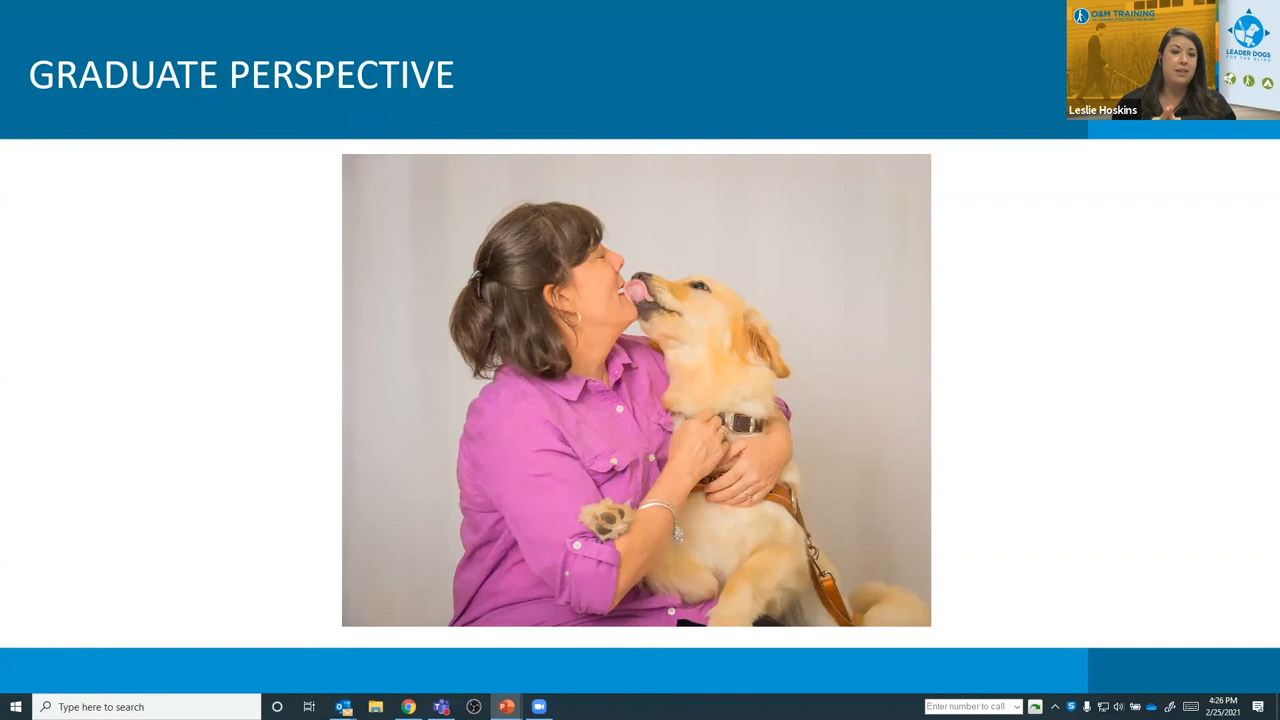 GRADUATE PERSPECTIVE
O&M TRAINING
LEADER DOGS
FOR THE BLIND
Leslie Hoskins
Type here to search
Enter number to call
4:26 PM
2/25/2021